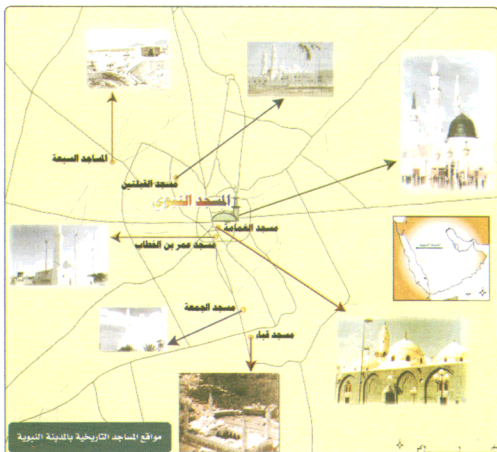 المساجد السبعة
مسجد القبلتين
المسجد النبوي
مسجد الغمامة
مسجد عمر بن الخطاب
مسجد الجمعة
مسجد قباء
مواقع المساجد التاريخية بالمدينة النبوية